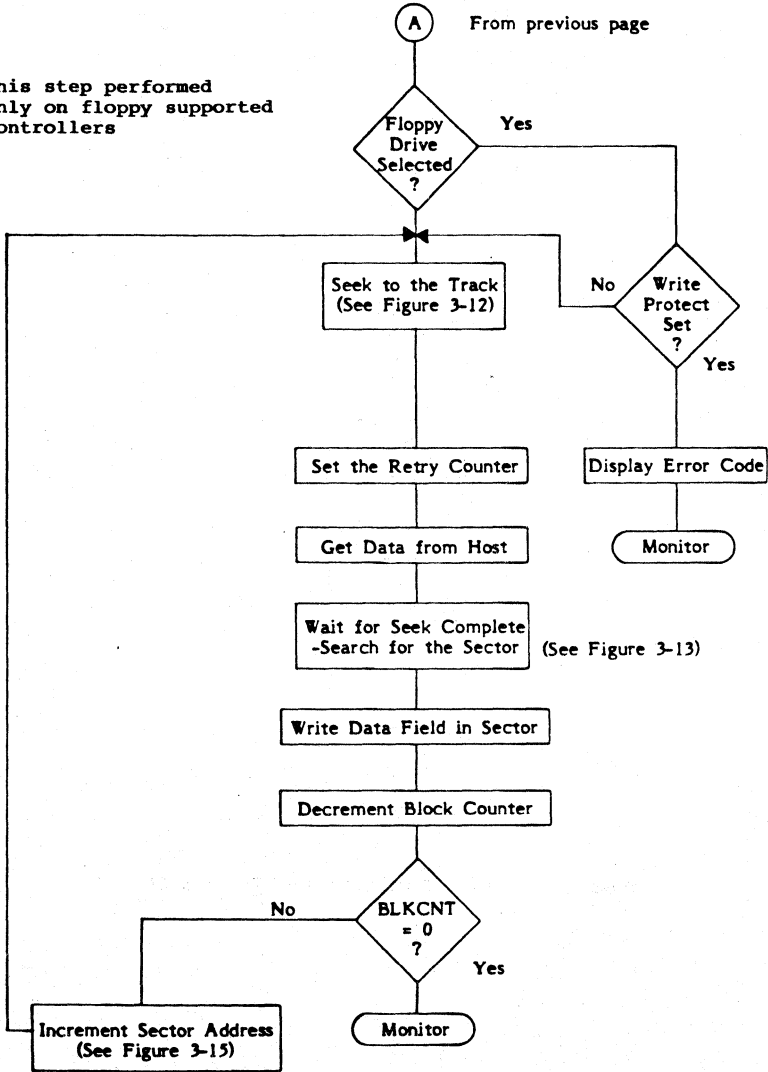 A
From previous page
his step performed
nly on floppy supported
ontrollers
Floppy
Drive
Selected
?
Yes
Seek to the Track
(See Figure 3-12)
No
Write
Protect
Set
?
Yes
Set the Retry Counter
Display Error Code
Get Data from Host
Monitor
Wait for Seek Complete
-Search for the Sector
(See Figure 3-13)
Write Data Field in Sector
Decrement Block Counter
No
BLKCNT
= 0
?
Yes
Increment Sector Address
(See Figure 3-15)
Monitor